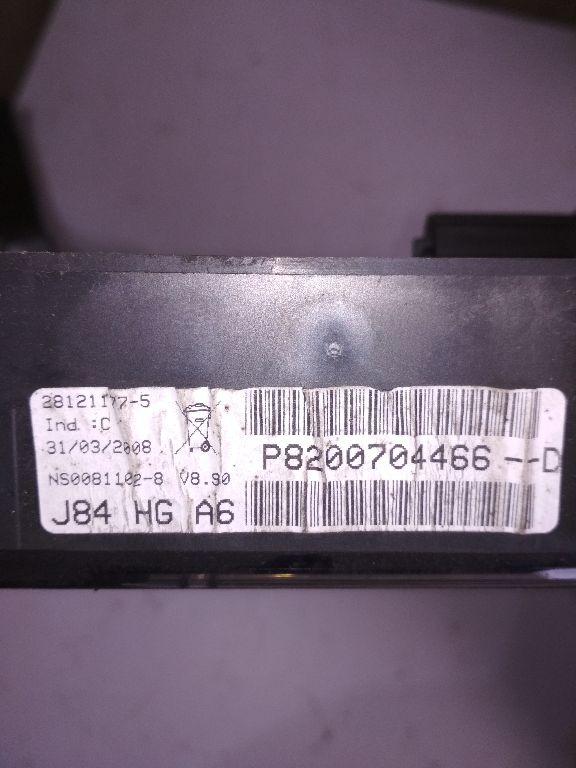 28121177-5
Ind :C
31/03/2008
NS0081102-8 V8.90
J84 HG A6
P8200704466--D